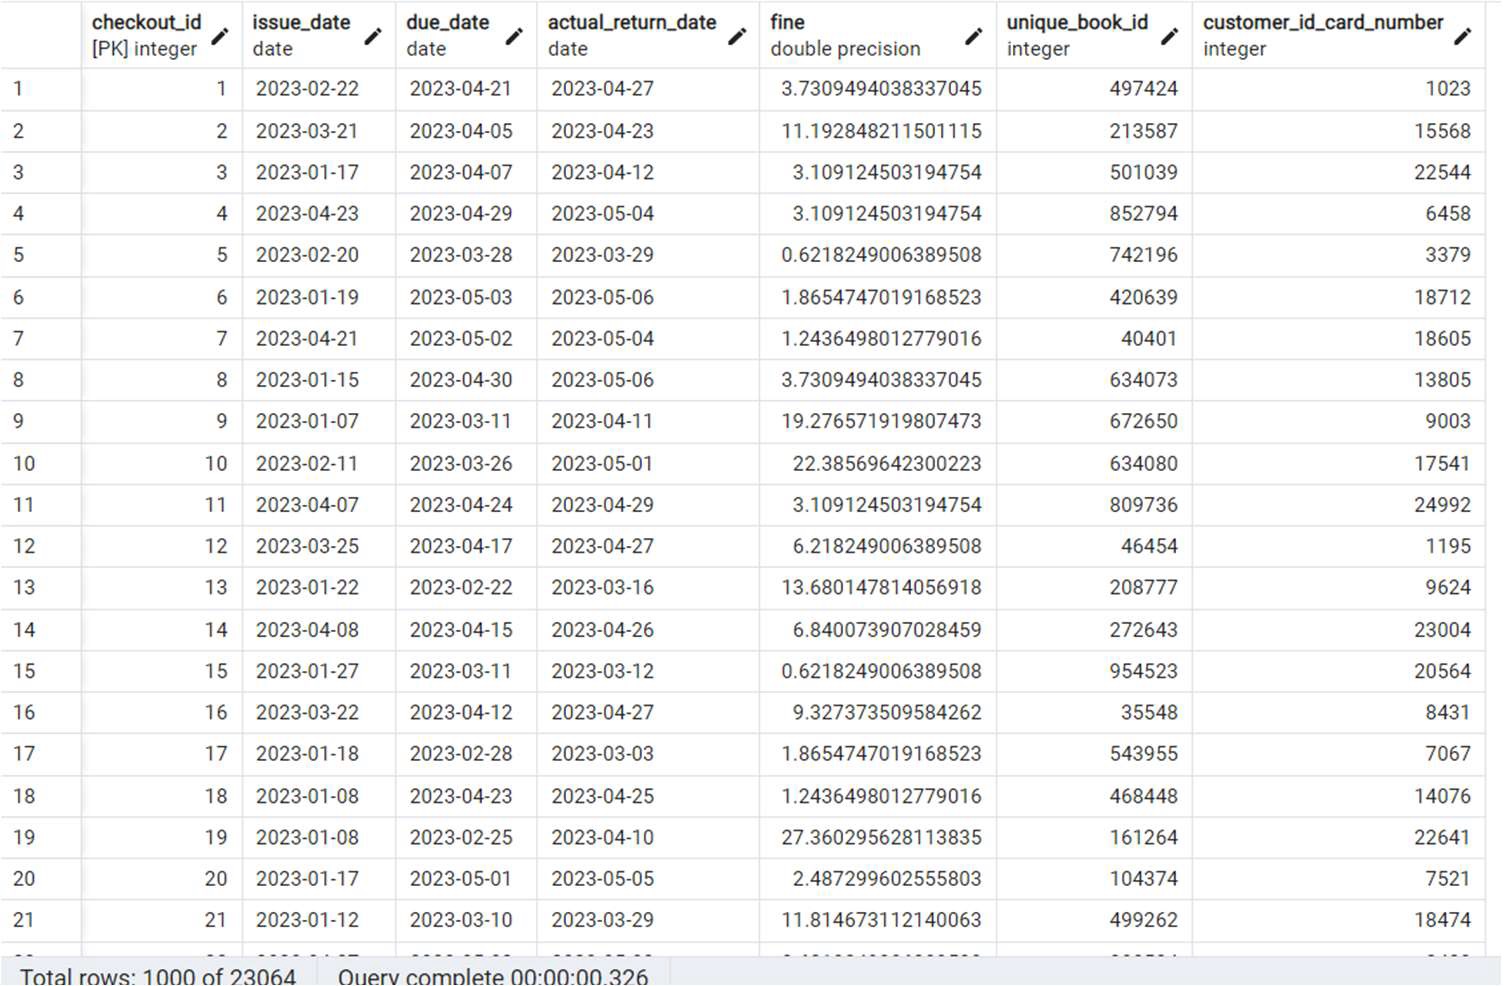 checkout_id issue_date due_date actual_return_date fine unique_book_id customer_id_card_number
[PK] integer date date date double precision integer integer
1 1 2023-02-22 2023-04-21 2023-04-27 3.7309494038337045 497424 1023
2 2 2023-03-21 2023-04-05 2023-04-23 11.192848211501115 213587 15568
3 3 2023-01-17 2023-04-07 2023-04-12 3.109124503194754 501039 22544
4 4 2023-04-23 2023-04-29 2023-05-04 3.109124503194754 852794 6458
5 5 2023-02-20 2023-03-28 2023-03-29 0.6218249006389508 742196 3379
6 6 2023-01-19 2023-05-03 2023-05-06 1.8654747019168523 420639 18712
7 7 2023-04-21 2023-05-02 2023-05-04 1.2436498012779016 40401 18605
8 8 2023-01-15 2023-04-30 2023-05-06 3.7309494038337045 634073 13805
9 9 2023-01-07 2023-03-11 2023-04-11 19.276571919807473 672650 9003
10 10 2023-02-11 2023-03-26 2023-05-01 22.38569642300223 634080 17541
11 11 2023-04-07 2023-04-24 2023-04-29 3.109124503194754 809736 24992
12 12 2023-03-25 2023-04-17 2023-04-27 6.218249006389508 46454 1195
13 13 2023-01-22 2023-02-22 2023-03-16 13.680147814056918 208777 9624
14 14 2023-04-08 2023-04-15 2023-04-26 6.840073907028459 272643 23004
15 15 2023-01-27 2023-03-11 2023-03-12 0.6218249006389508 954523 20564
16 16 2023-03-22 2023-04-12 2023-04-27 9.327373509584262 35548 8431
17 17 2023-01-18 2023-02-28 2023-03-03 1.8654747019168523 543955 7067
18 18 2023-01-08 2023-04-23 2023-04-25 1.2436498012779016 468448 14076
19 19 2023-01-08 2023-02-25 2023-04-10 27.360295628113835 161264 22641
20 20 2023-01-17 2023-05-01 2023-05-05 2.487299602555803 104374 7521
21 21 2023-01-12 2023-03-10 2023-03-29 11.814673112140063 499262 18474
Total rows: 1000 of 23064 Query complete 00:00:00.326